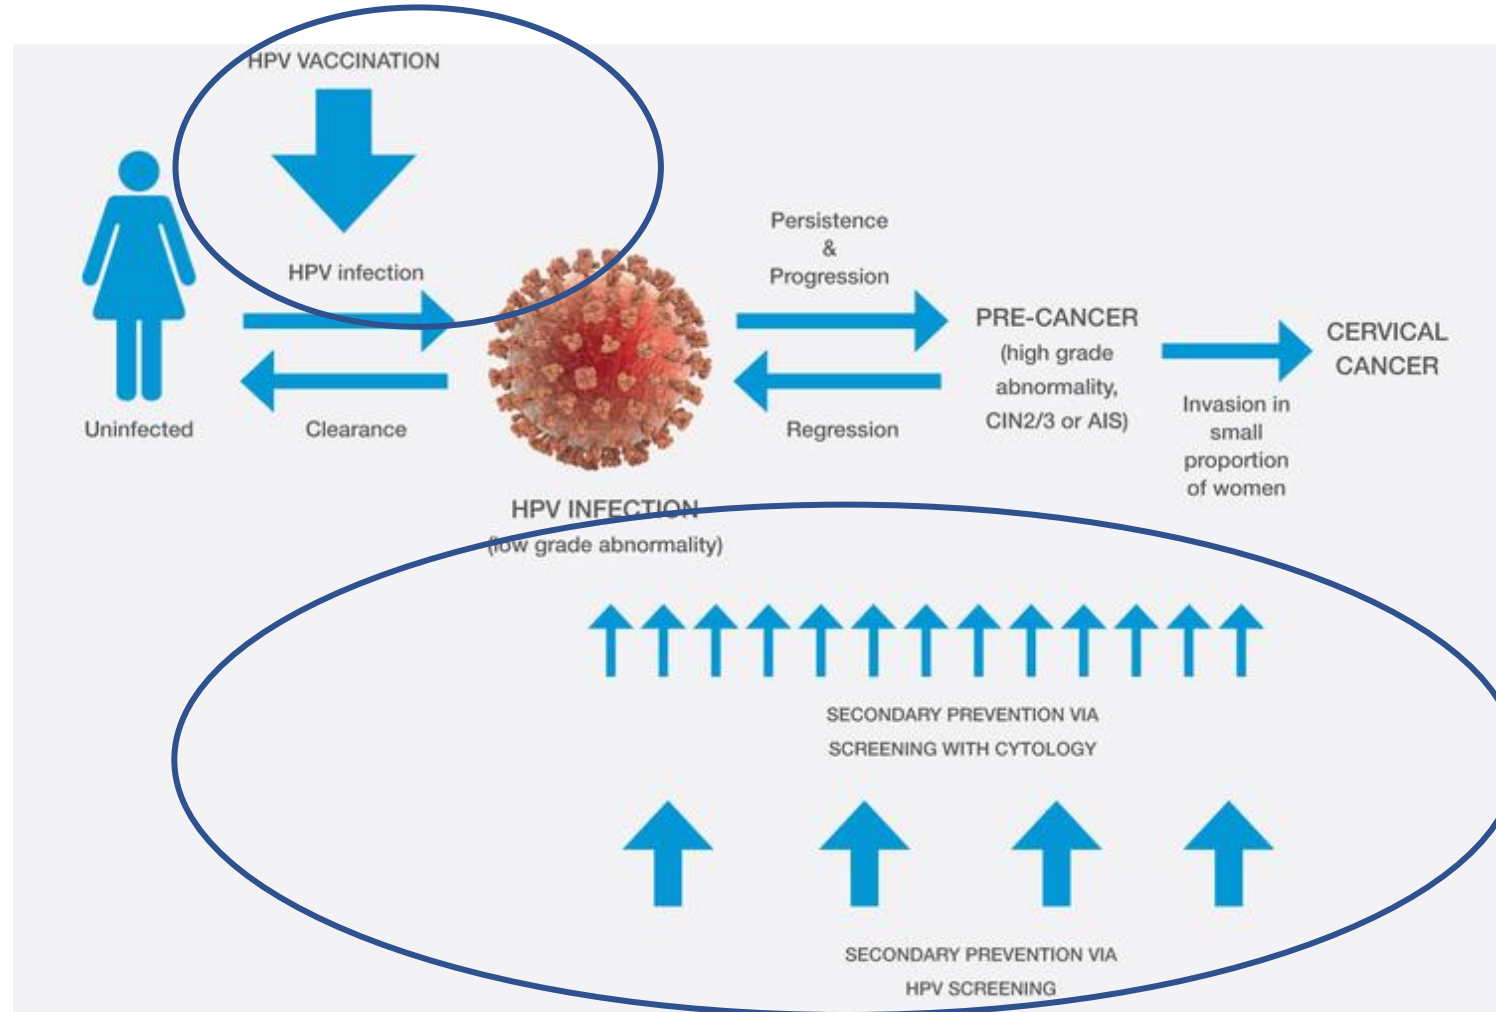 HPV VACCINATION
HPV infection
Uninfected
Clearance
HPV INFECTION
(low grade abnormality)
Persistence
&
Progression
Regression
PRE-CANCER
(high grade
abnormality,
CIN2/3 or AIS)
Invasion in
small
proportion
of women
CERVICAL
CANCER
SECONDARY PREVENTION VIA
SCREENING WITH CYTOLOGY
SECONDARY PREVENTION VIA
HPV SCREENING